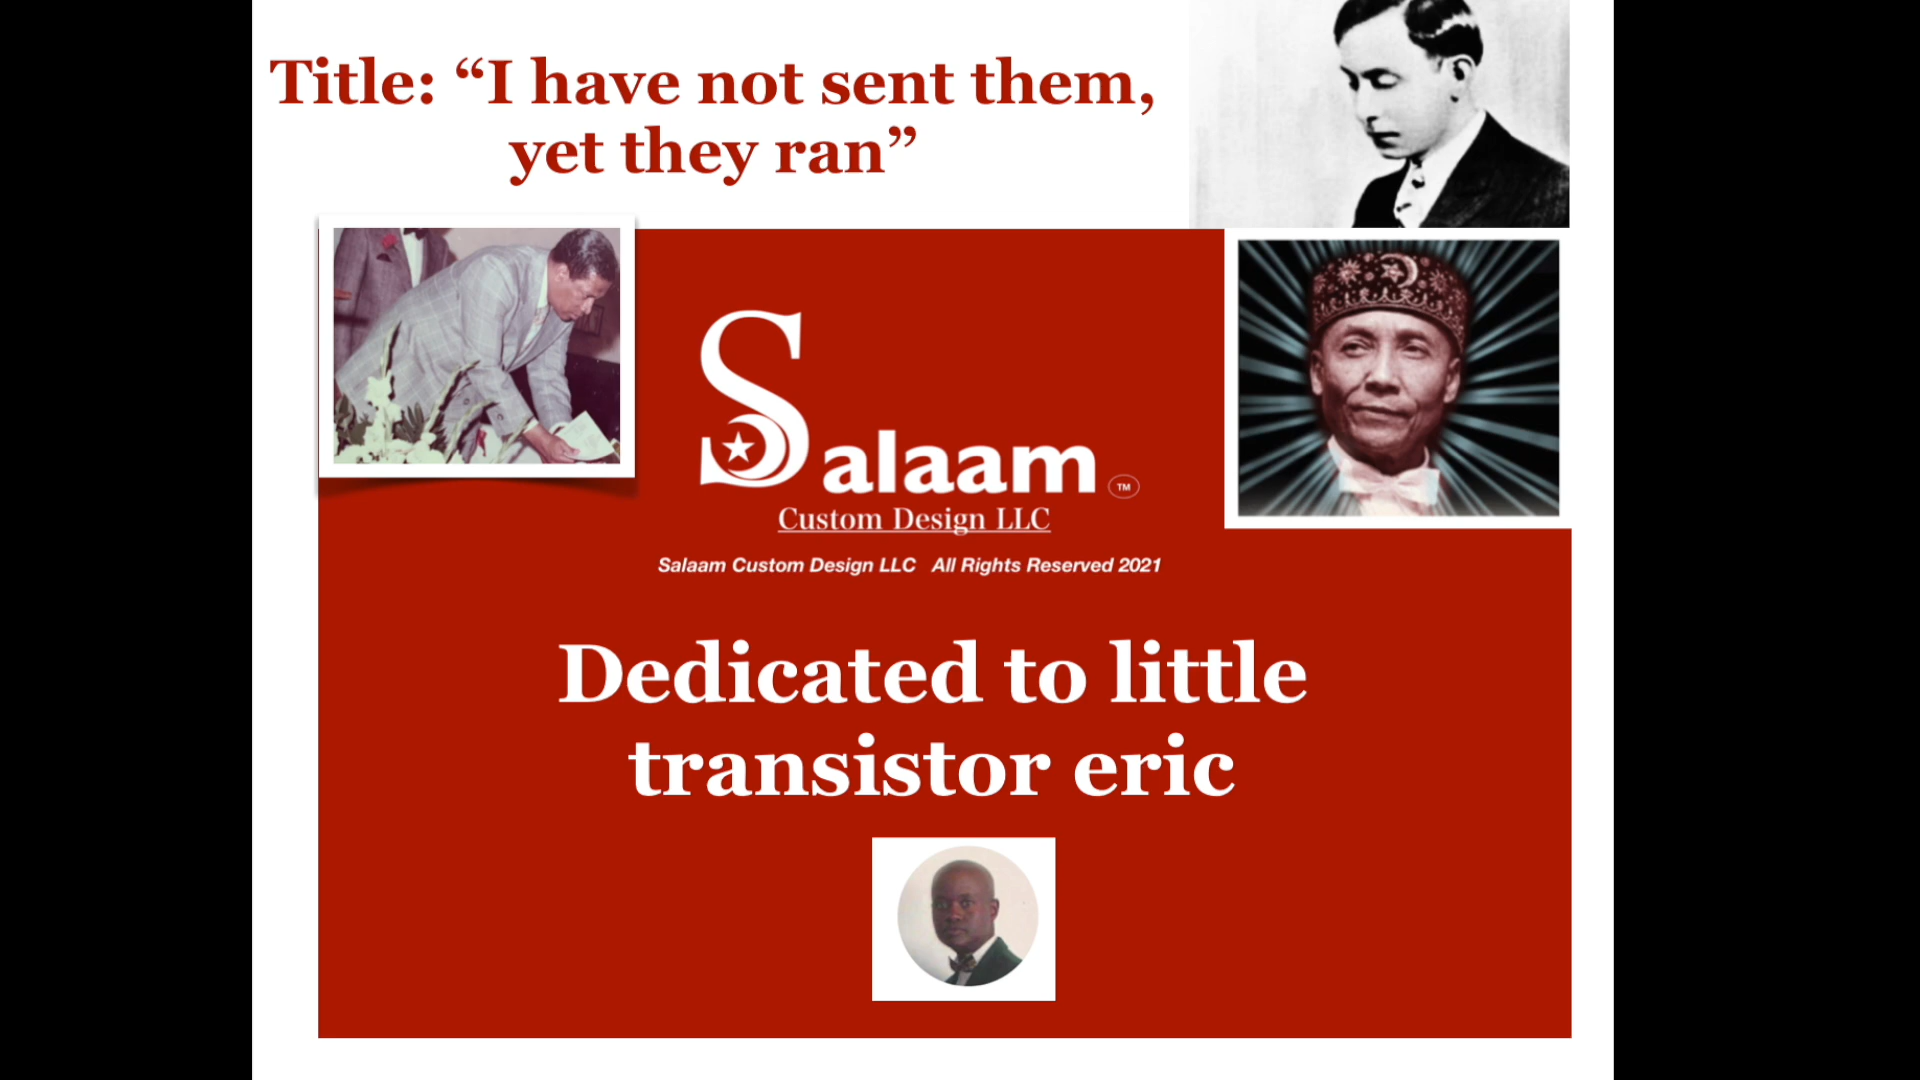 Title: “I have not sent them,
yet they ran”
Salaam TM
Custom Design LLC
Salaam Custom Design LLC All Rights Reserved 2021
Dedicated to little
transistor eric